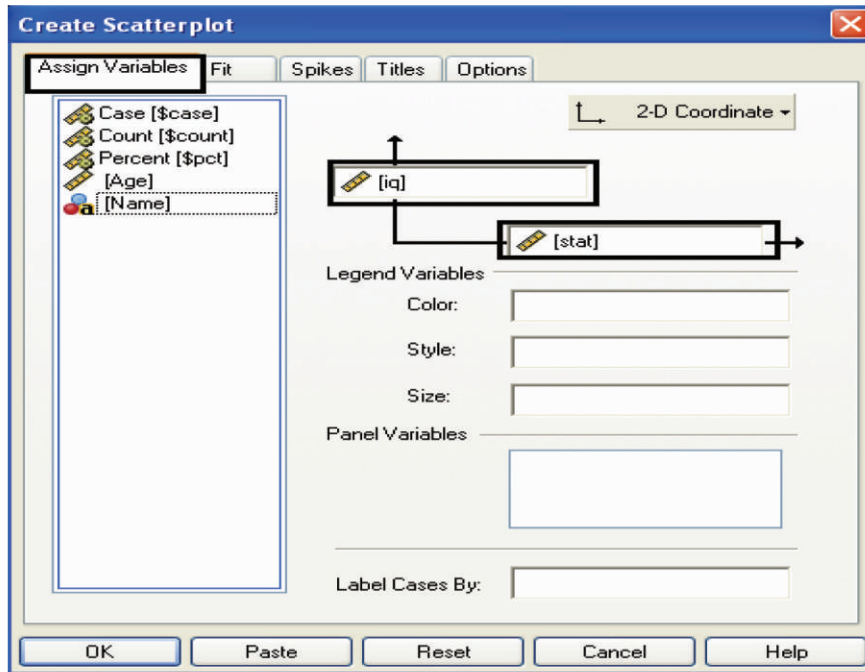 Create Scatterplot
Assign Variables Fit Spikes Titles Options
Case [$case]
Count [$count]
Percent [$pct]
[Age]
[Name]
2-D Coordinate
[iq]
[stat]
Legend Variables
Color:
Style:
Size:
Panel Variables
Label Cases By:
OK Paste Reset Cancel Help